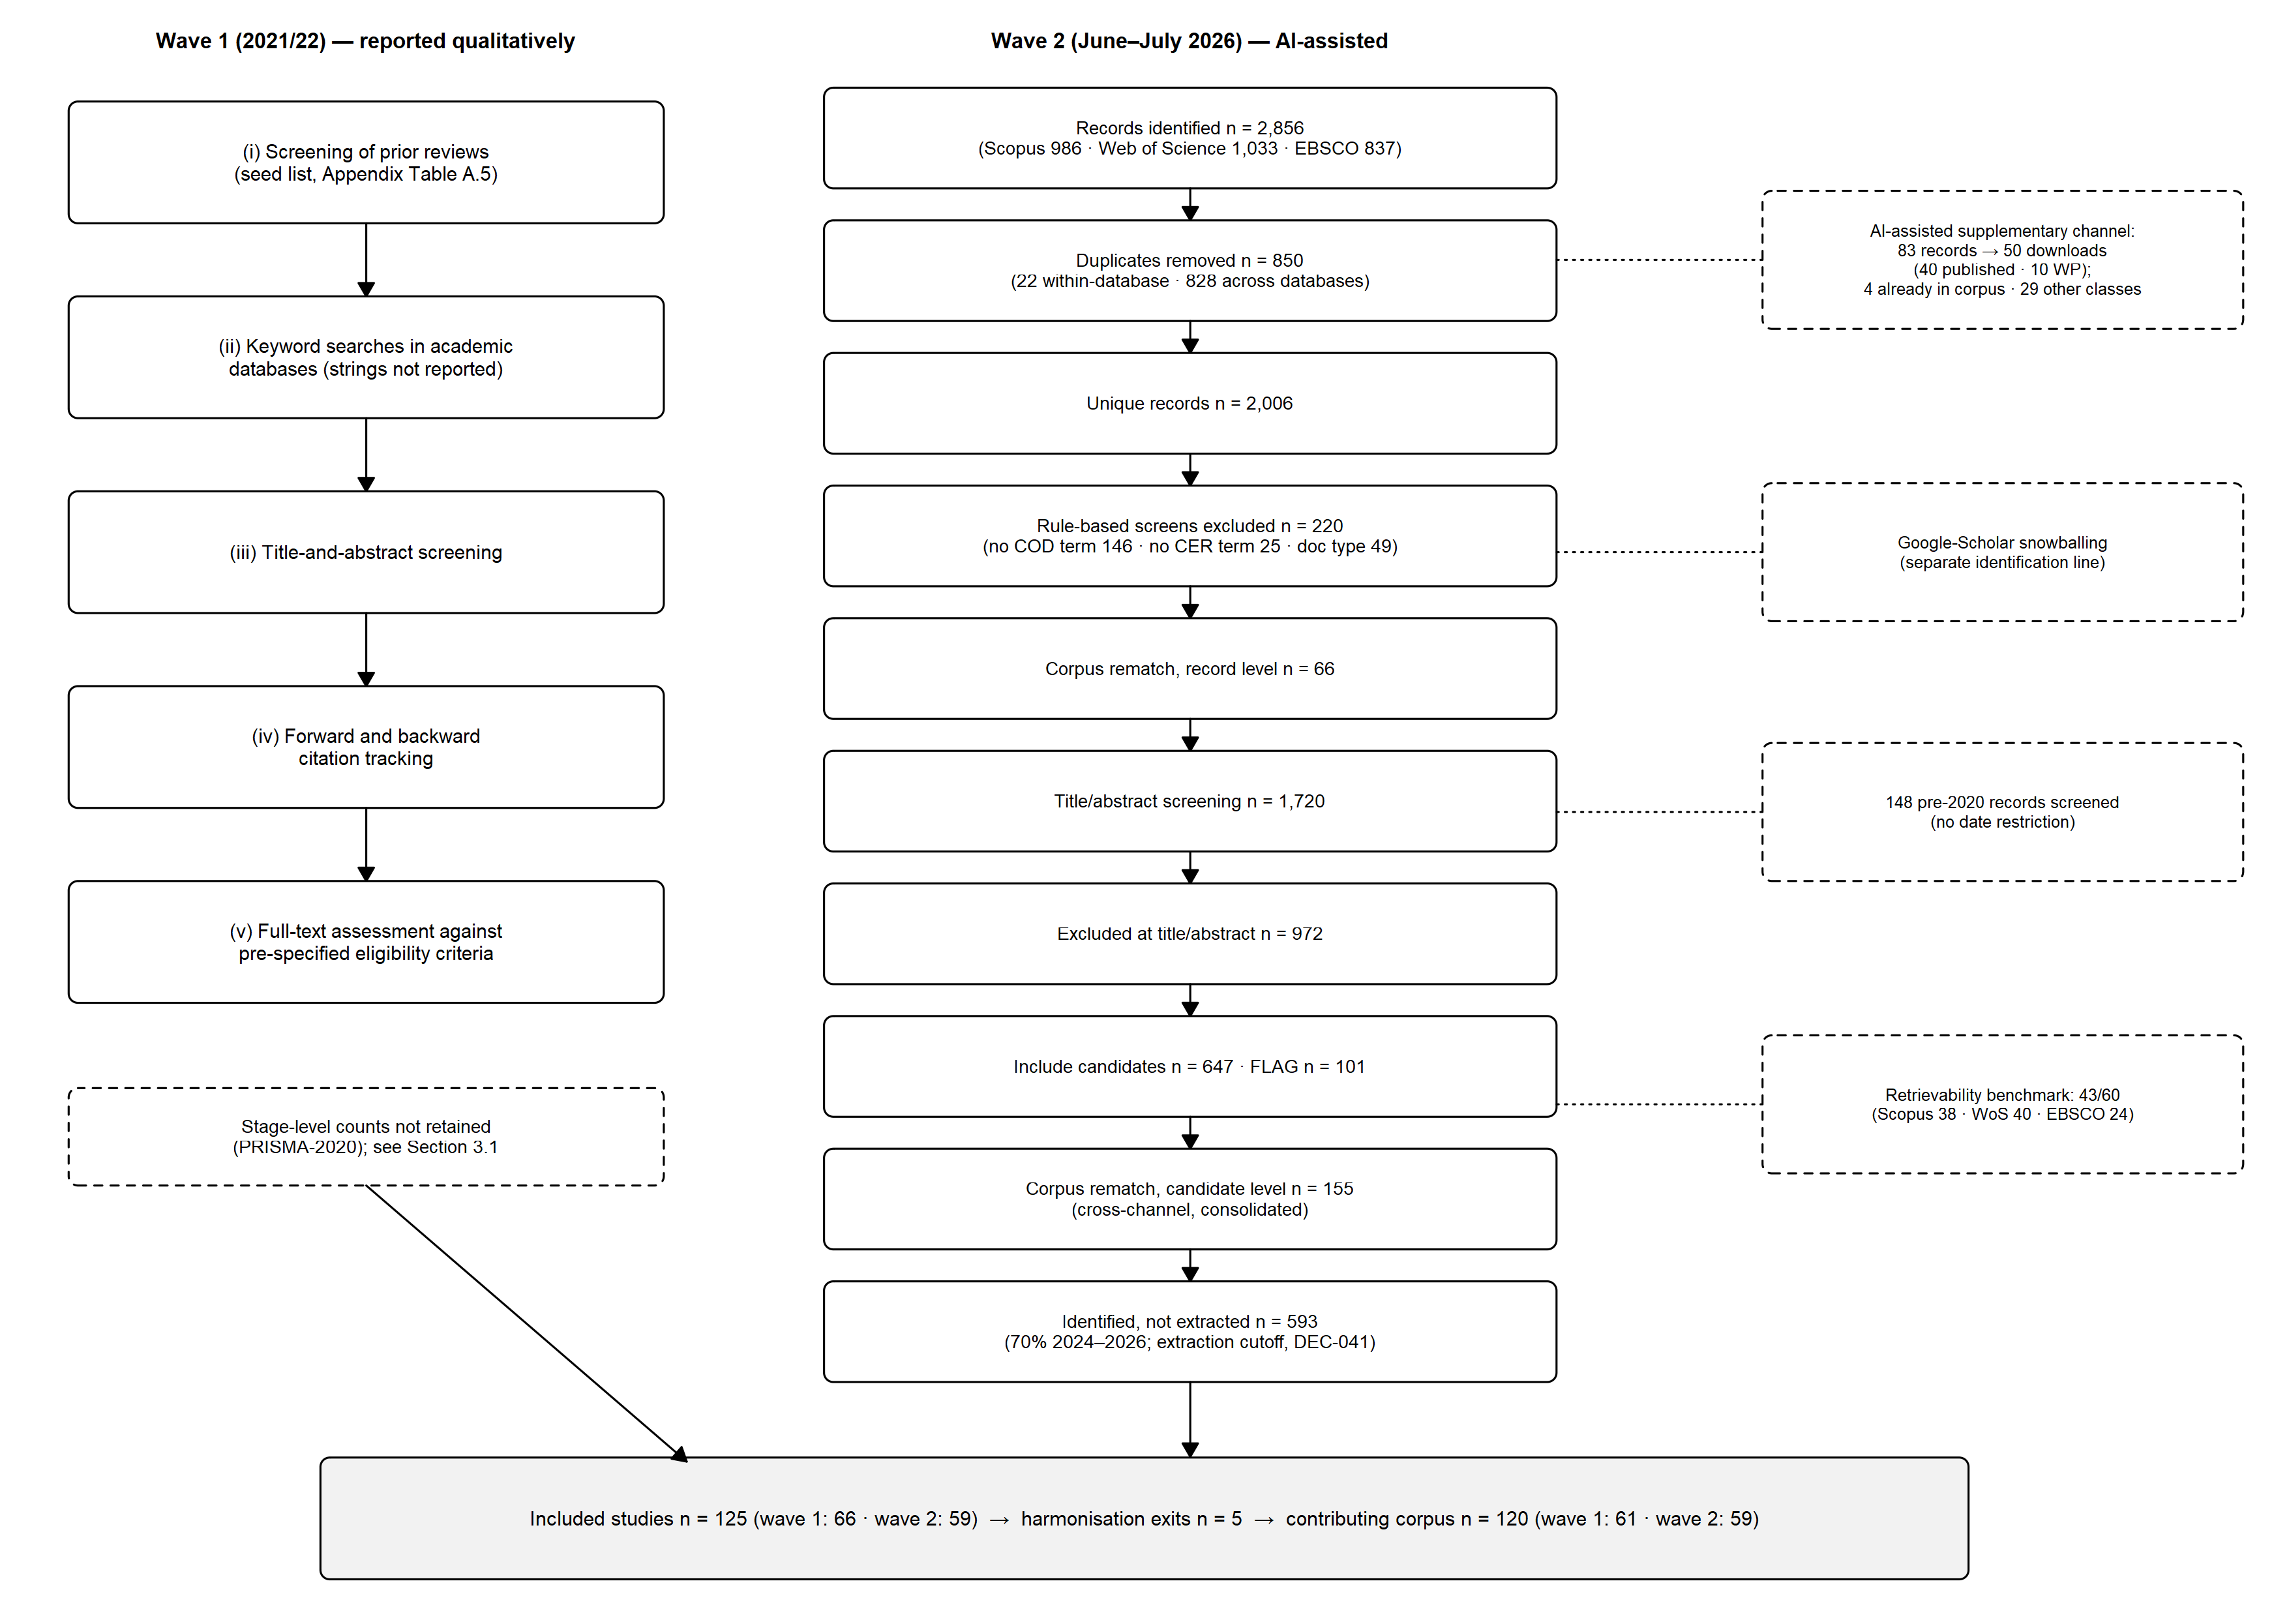 Wave 1 (2021/22) — reported qualitatively
(i) Screening of prior reviews
(seed list, Appendix Table A.5)
(ii) Keyword searches in academic
databases (strings not reported)
(iii) Title-and-abstract screening
(iv) Forward and backward
citation tracking
(v) Full-text assessment against
pre-specified eligibility criteria
Stage-level counts not retained
(PRISMA-2020); see Section 3.1
Wave 2 (June–July 2026) — AI-assisted
Records identified n = 2,856
(Scopus 986 · Web of Science 1,033 · EBSCO 837)
Duplicates removed n = 850
(22 within-database · 828 across databases)
Unique records n = 2,006
Rule-based screens excluded n = 220
(no COD term 146 · no CER term 25 · doc type 49)
Corpus rematch, record level n = 66
Title/abstract screening n = 1,720
Excluded at title/abstract n = 972
Include candidates n = 647 · FLAG n = 101
Corpus rematch, candidate level n = 155
(cross-channel, consolidated)
Identified, not extracted n = 593
(70% 2024–2026; extraction cutoff, DEC-041)
AI-assisted supplementary channel:
83 records → 50 downloads
(40 published · 10 WP);
4 already in corpus · 29 other classes
Google-Scholar snowballing
(separate identification line)
148 pre-2020 records screened
(no date restriction)
Retrievability benchmark: 43/60
(Scopus 38 · WoS 40 · EBSCO 24)
Included studies n = 125 (wave 1: 66 · wave 2: 59) → harmonisation exits n = 5 → contributing corpus n = 120 (wave 1: 61 · wave 2: 59)